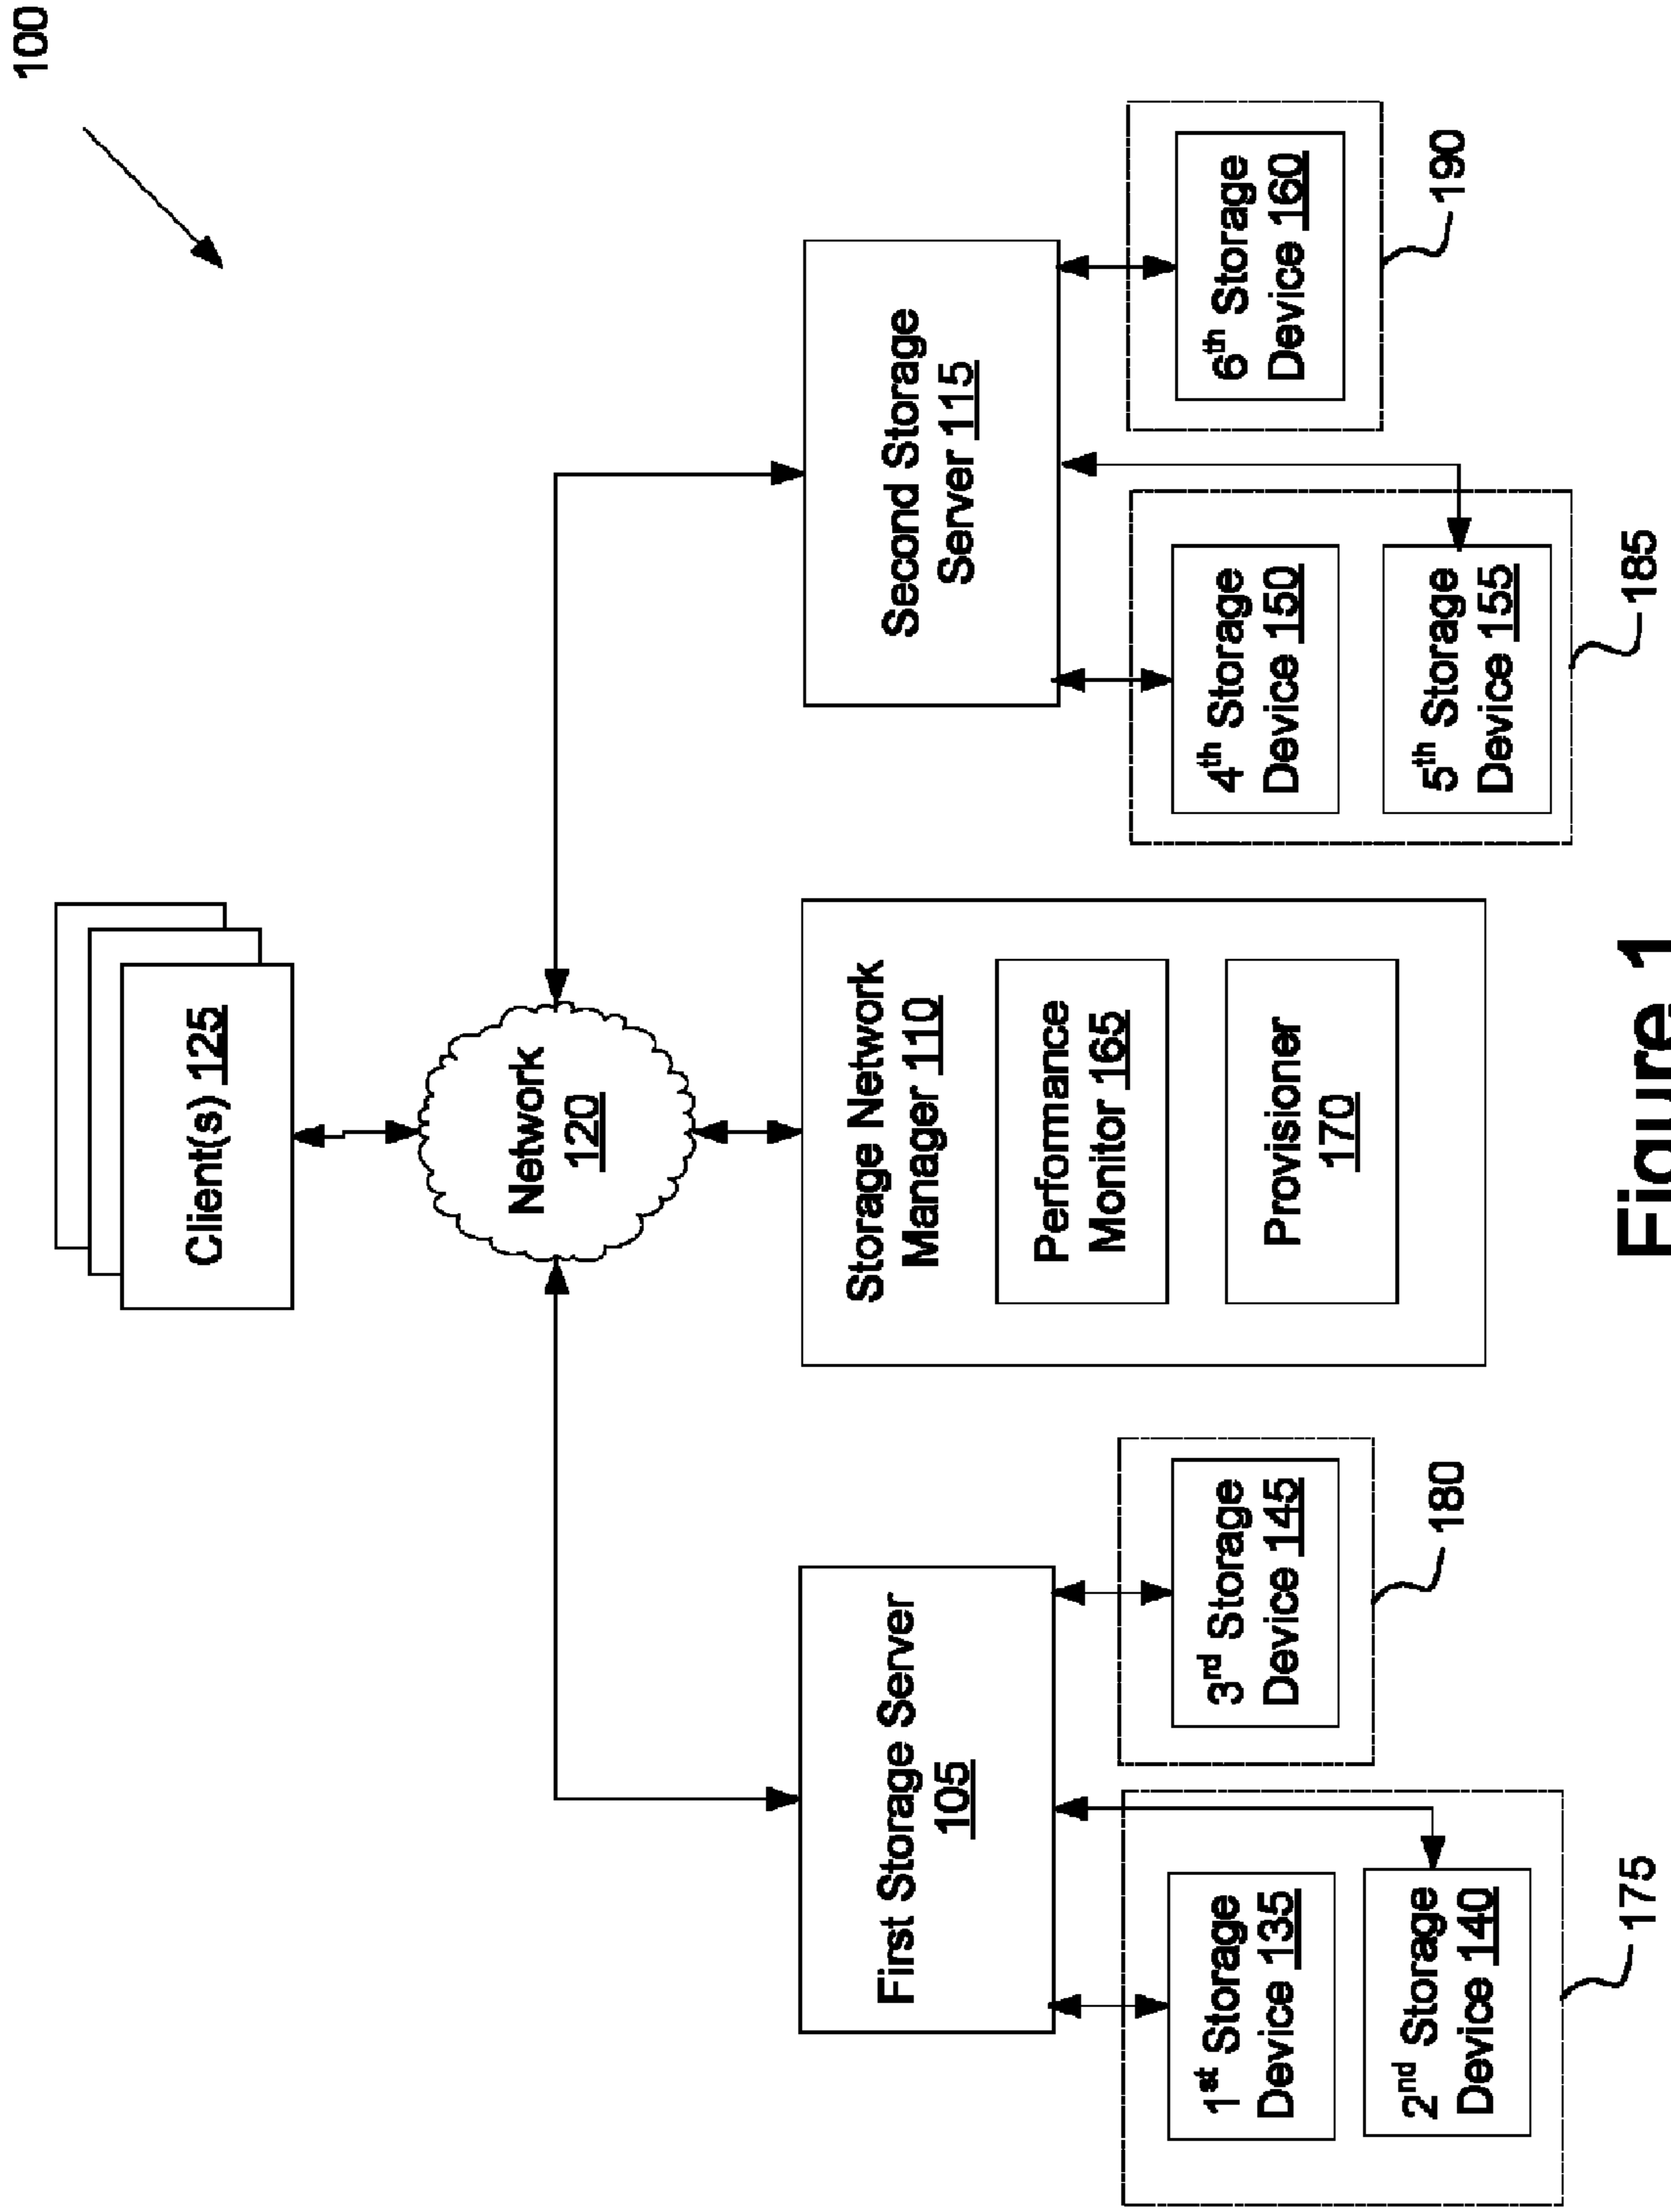 100
Client(s) 125
Network
120
First Storage Server
105
Storage Network
Manager 110
Perfomance
Monitor 165
Provisioner
170
Second Storage
Server 115
1st Storage
Device 135
2nd Storage
Device 140
175
3rd Storage
Device 145
180
4th Storage
Device 150
5th Storage
Device 155
185
6th Storage
Device 160
190
Figure 1